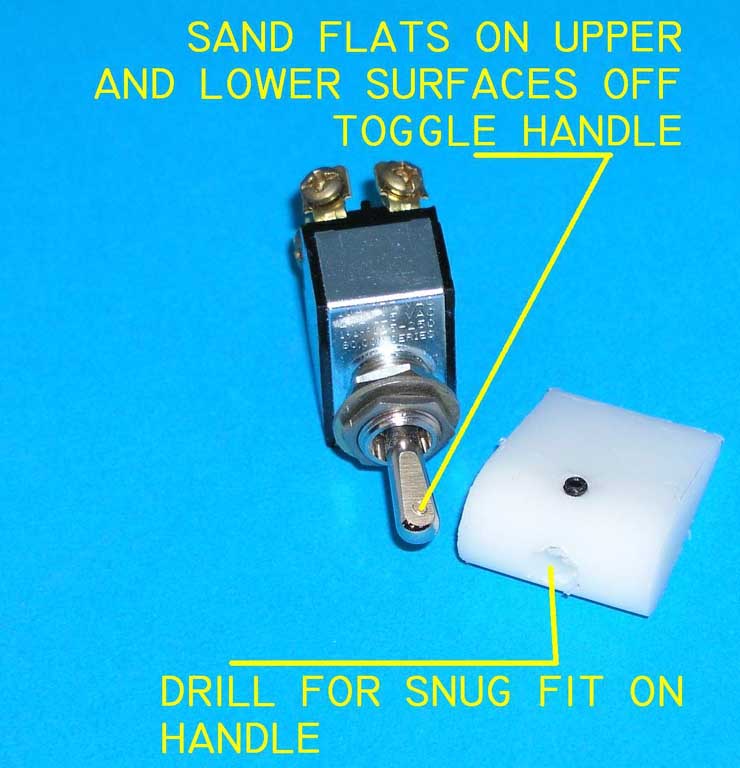 SAND FLATS ON UPPER
AND LOWER SURFACES OFF
TOGGLE HANDLE
DRILL FOR SNUG FIT ON
HANDLE